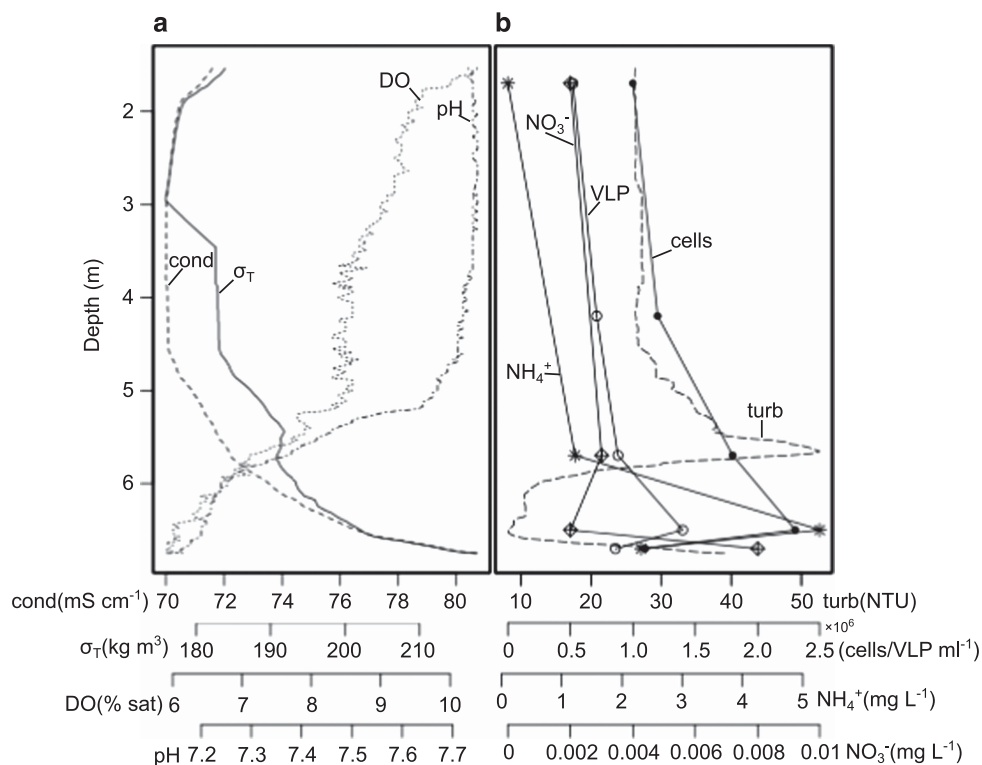 a b
DO
pH
2
NO₃⁻
VLP
3
cells
cond
σT
Depth (m)
4
NH₄⁺
5
turb
6
cond(mS cm⁻¹) 70 72 74 76 78 80
10 20 30 40 50 turb(NTU)
×10⁶
σT(kg m³) 180 190 200 210
0 0.5 1.0 1.5 2.0 2.5 (cells/VLP ml⁻¹)
DO(% sat) 6 7 8 9 10
0 1 2 3 4 5 NH₄⁺(mg L⁻¹)
pH 7.2 7.3 7.4 7.5 7.6 7.7
0 0.002 0.004 0.006 0.008 0.01 NO₃⁻(mg L⁻¹)